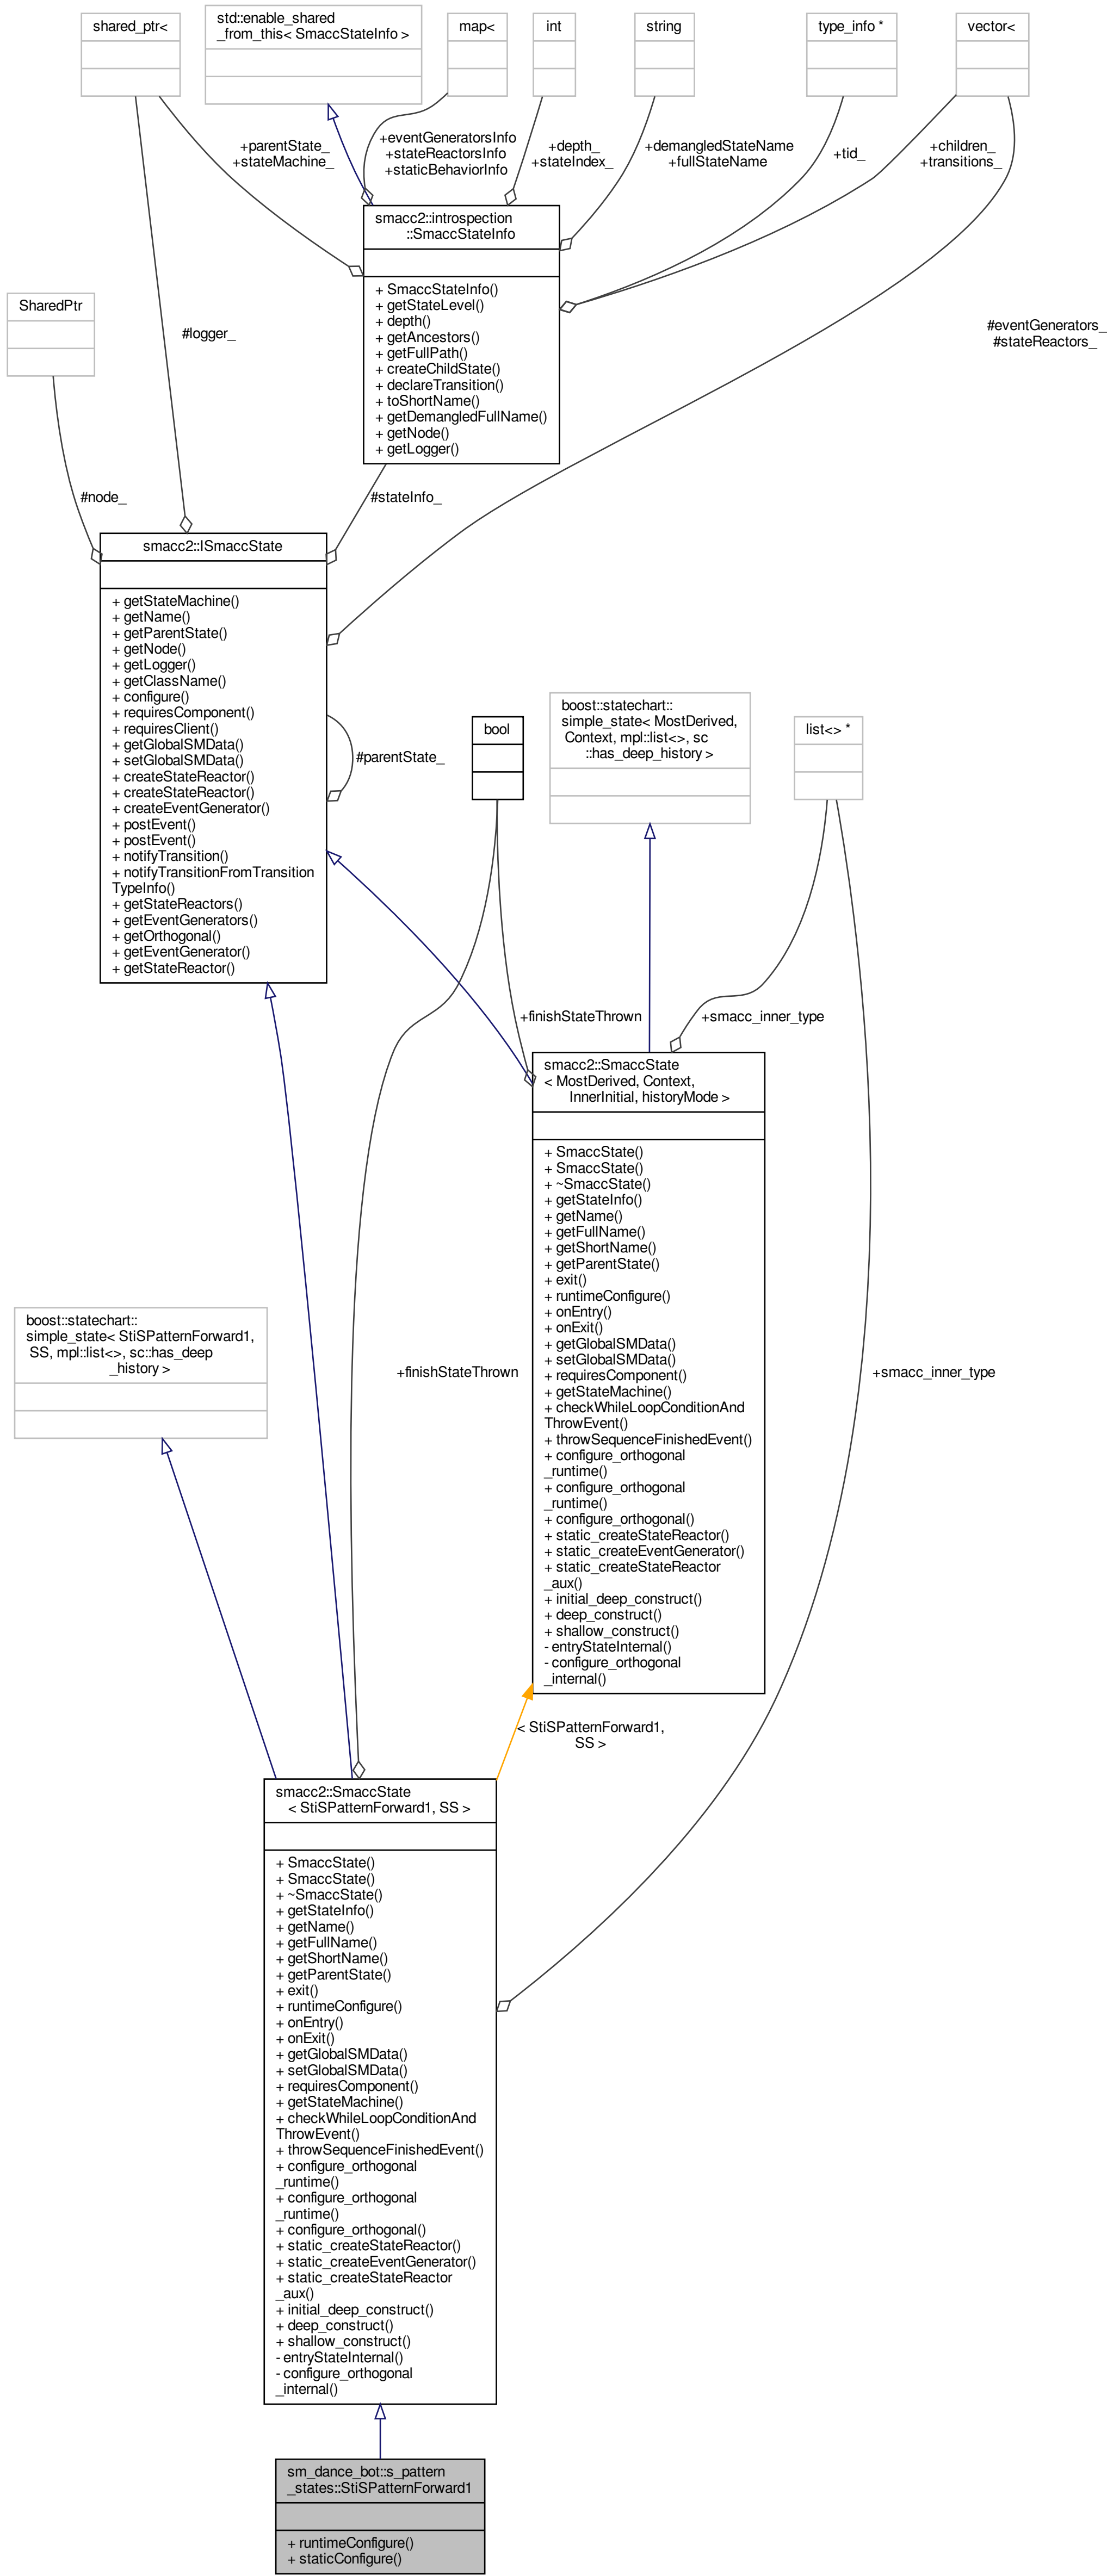 shared_ptr<
std::enable_shared
_from_this< SmaccStateInfo >
map<
int
string
type_info *
vector<
+parentState_
+stateMachine_
+eventGeneratorsInfo
+stateReactorsInfo
+staticBehaviorInfo
+depth_
+stateIndex_
+demangledStateName
+fullStateName
+tid_
+children_
+transitions_
smacc2::introspection
::SmaccStateInfo
+ SmaccStateInfo()
+ getStateLevel()
+ depth()
+ getAncestors()
+ getFullPath()
+ createChildState()
+ declareTransition()
+ toShortName()
+ getDemangledFullName()
+ getNode()
+ getLogger()
SharedPtr
#logger_
#eventGenerators_
#stateReactors_
#node_
#stateInfo_
smacc2::ISmaccState
+ getStateMachine()
+ getName()
+ getParentState()
+ getNode()
+ getLogger()
+ getClassName()
+ configure()
+ requiresComponent()
+ requiresClient()
+ getGlobalSMData()
+ setGlobalSMData()
+ createStateReactor()
+ createStateReactor()
+ createEventGenerator()
+ postEvent()
+ postEvent()
+ notifyTransition()
+ notifyTransitionFromTransition
TypeInfo()
+ getStateReactors()
+ getEventGenerators()
+ getOrthogonal()
+ getEventGenerator()
+ getStateReactor()
#parentState_
bool
boost::statechart::
simple_state< MostDerived,
Context, mpl::list<>, sc
::has_deep_history >
list<> *
+finishStateThrown
+smacc_inner_type
smacc2::SmaccState
< MostDerived, Context,
InnerInitial, historyMode >
+ SmaccState()
+ SmaccState()
+ ~SmaccState()
+ getStateInfo()
+ getName()
+ getFullName()
+ getShortName()
+ getParentState()
+ exit()
+ runtimeConfigure()
+ onEntry()
+ onExit()
+ getGlobalSMData()
+ setGlobalSMData()
+ requiresComponent()
+ getStateMachine()
+ checkWhileLoopConditionAnd
ThrowEvent()
+ throwSequenceFinishedEvent()
+ configure_orthogonal
_runtime()
+ configure_orthogonal
_runtime()
+ configure_orthogonal()
+ static_createStateReactor()
+ static_createEventGenerator()
+ static_createStateReactor
_aux()
+ initial_deep_construct()
+ deep_construct()
+ shallow_construct()
- entryStateInternal()
- configure_orthogonal
_internal()
boost::statechart::
simple_state< StiSPatternForward1,
SS, mpl::list<>, sc::has_deep
_history >
+finishStateThrown
+smacc_inner_type
< StiSPatternForward1,
SS >
smacc2::SmaccState
< StiSPatternForward1, SS >
+ SmaccState()
+ SmaccState()
+ ~SmaccState()
+ getStateInfo()
+ getName()
+ getFullName()
+ getShortName()
+ getParentState()
+ exit()
+ runtimeConfigure()
+ onEntry()
+ onExit()
+ getGlobalSMData()
+ setGlobalSMData()
+ requiresComponent()
+ getStateMachine()
+ checkWhileLoopConditionAnd
ThrowEvent()
+ throwSequenceFinishedEvent()
+ configure_orthogonal
_runtime()
+ configure_orthogonal
_runtime()
+ configure_orthogonal()
+ static_createStateReactor()
+ static_createEventGenerator()
+ static_createStateReactor
_aux()
+ initial_deep_construct()
+ deep_construct()
+ shallow_construct()
- entryStateInternal()
- configure_orthogonal
_internal()
sm_dance_bot::s_pattern
_states::StiSPatternForward1
+ runtimeConfigure()
+ staticConfigure()